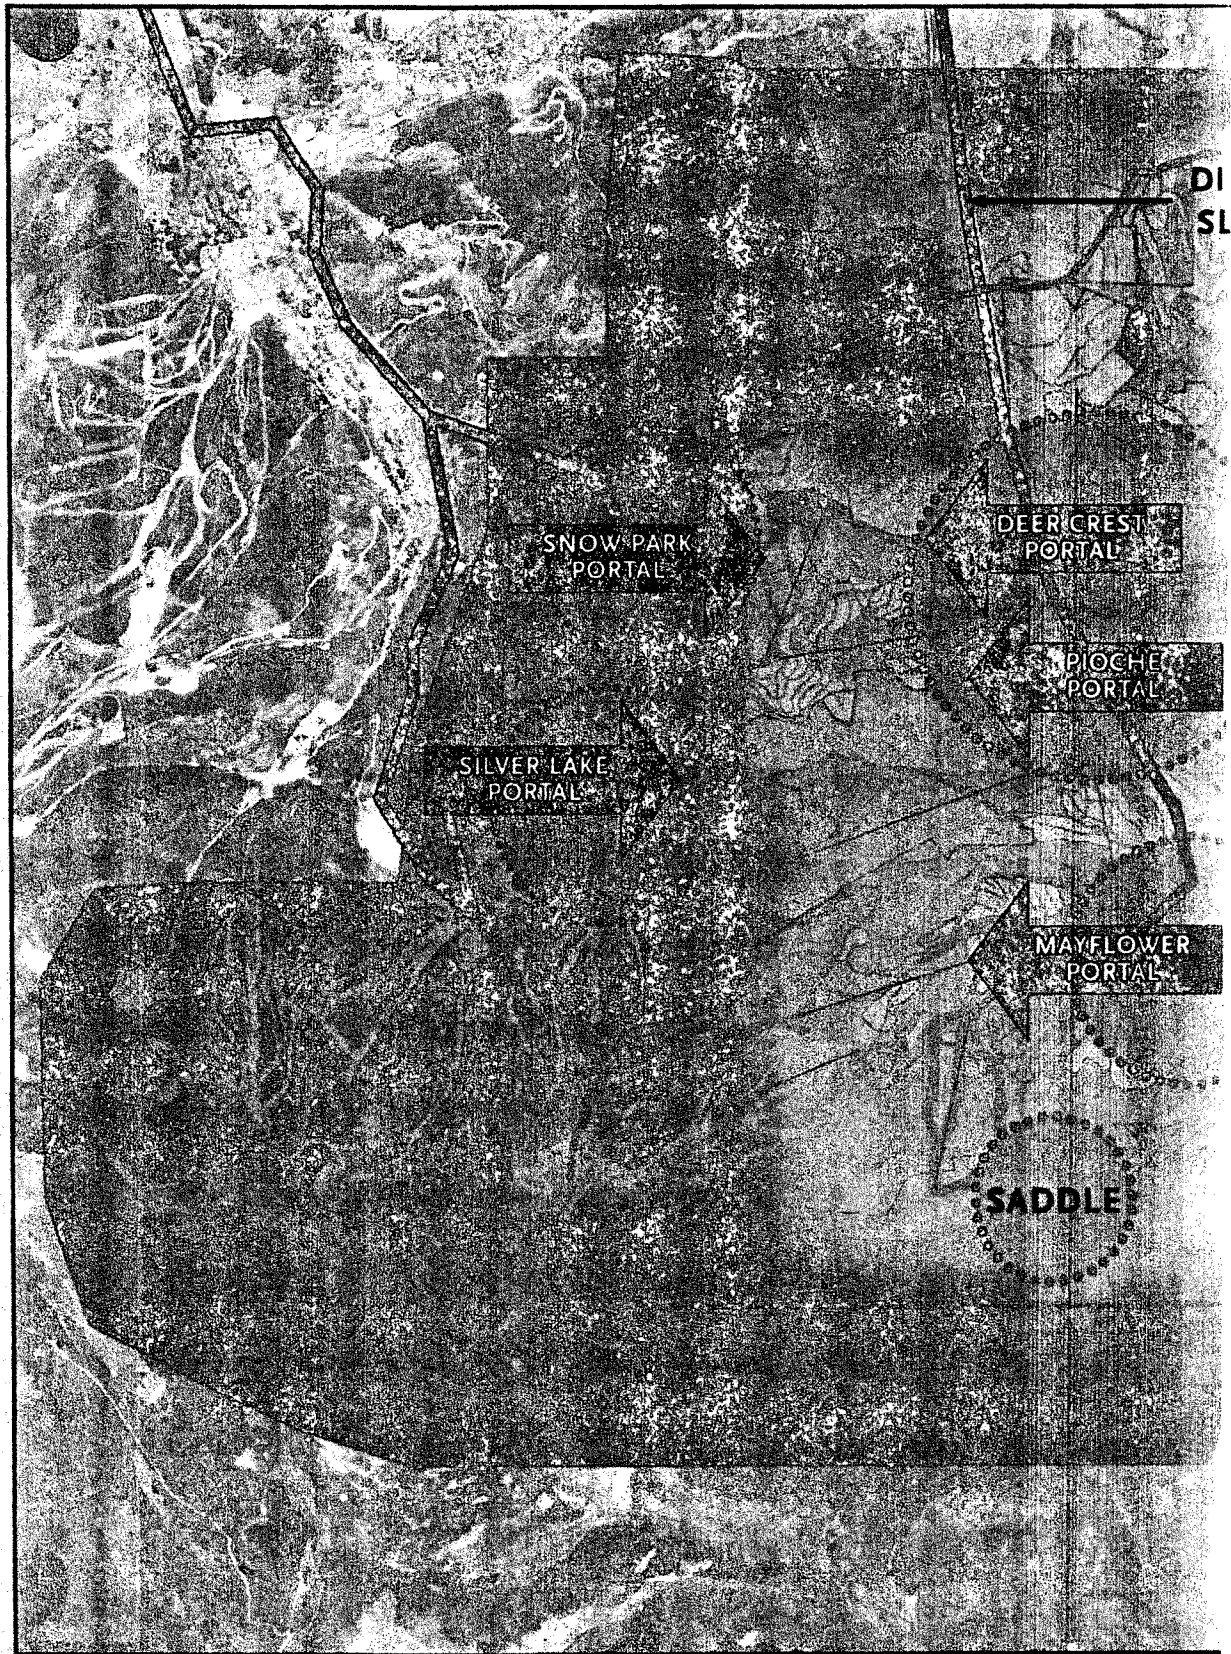 DI
SL
SNOW PARK
PORTAL
DEER CREST
PORTAL
PIOCHE
PORTAL
SILVER LAKE
PORTAL
MAYFLOWER
PORTAL
SADDLE